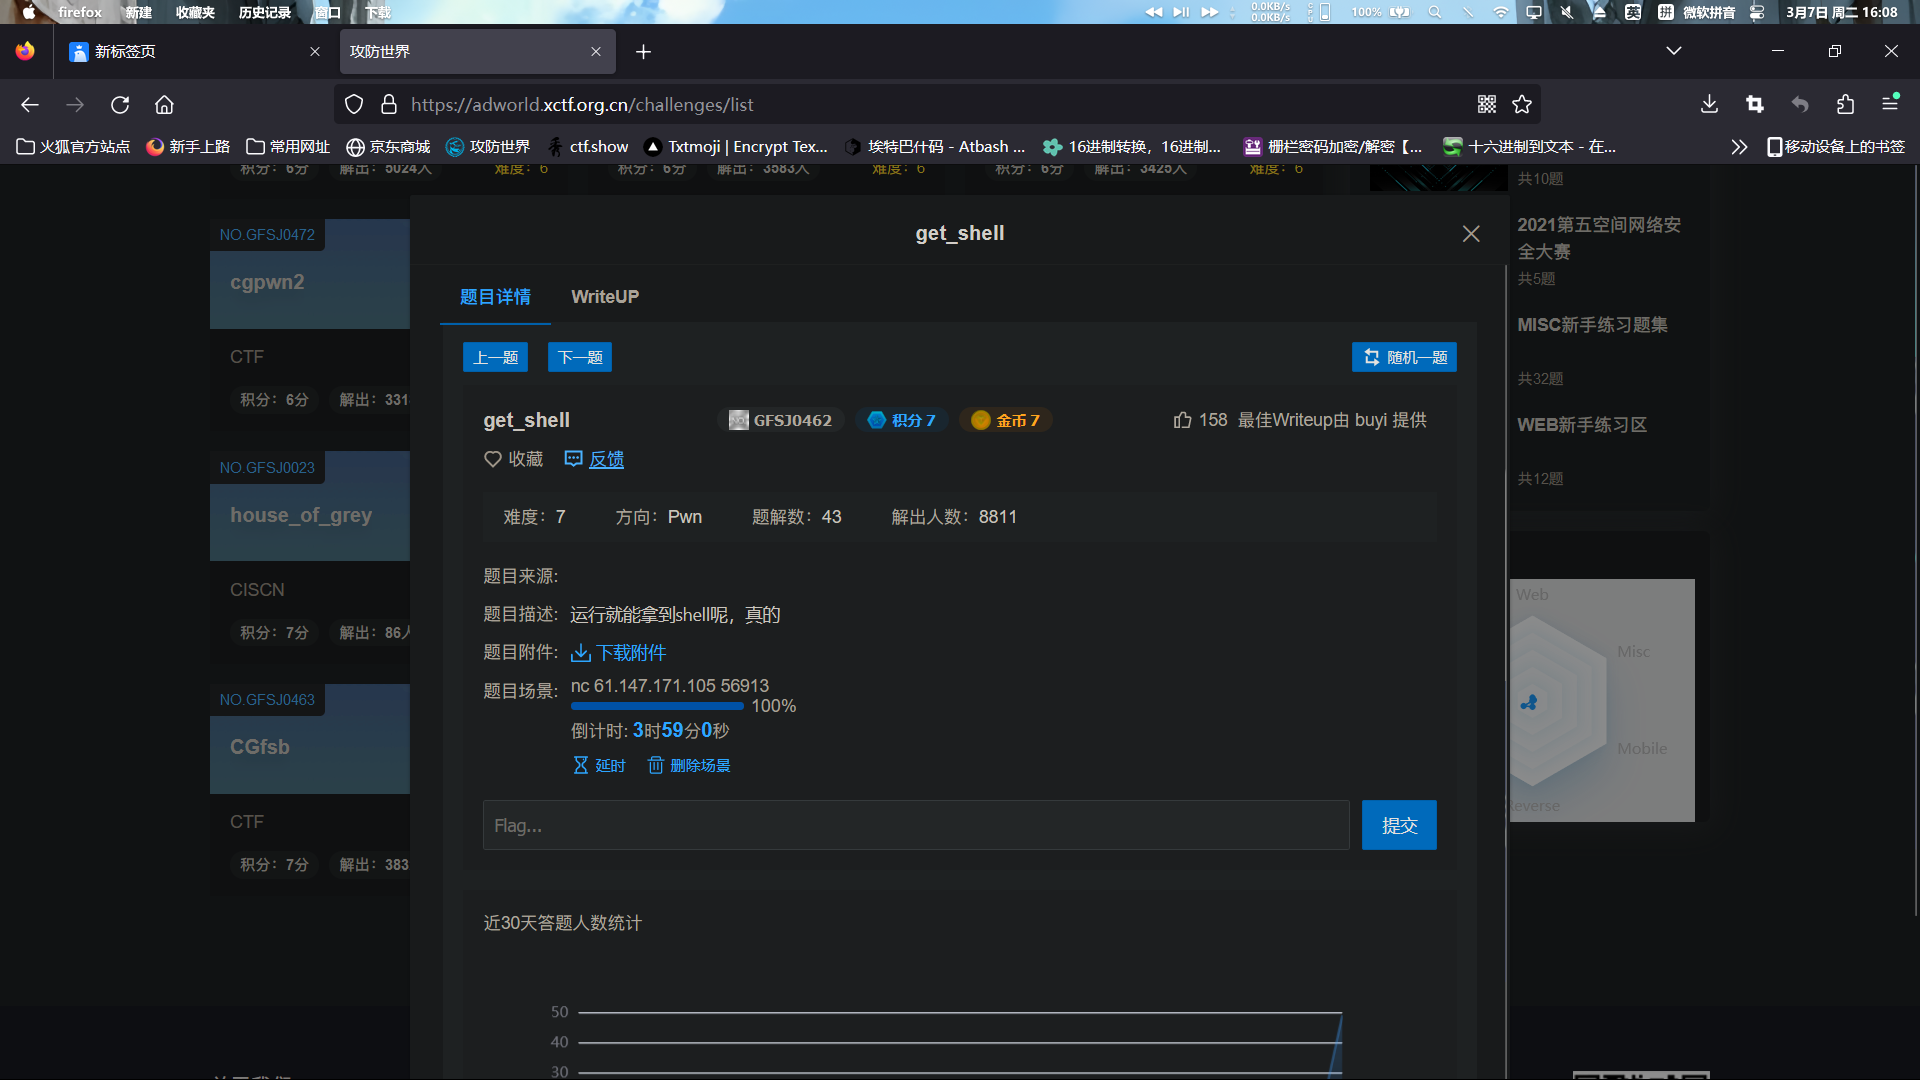 firefox 新建 收藏夹 历史记录 窗口 下载
0.0KB/s
0.0KB/s
100%
英 拼 微软拼音
3月7日 周二 16:08
新标签页
攻防世界
https://adworld.xctf.org.cn/challenges/list
火狐官方站点 新手上路 常用网址 京东商城 攻防世界 ctf.show Txtmoji | Encrypt Tex... 埃特巴什码 - Atbash ... 16进制转换，16进制... 栅栏密码加密/解密【... 十六进制到文本 - 在... 移动设备上的书签
积分：6分 解出：5024人 难度：6 积分：6分 解出：3583人 难度：6 积分：6分 解出：3425人 难度：6
共10题
NO.GFSJ0472
cgpwn2
CTF
积分：6分 解出：331
NO.GFSJ0023
house_of_grey
CISCN
积分：7分 解出：86人
NO.GFSJ0463
CGfsb
CTF
积分：7分 解出：383
get_shell
题目详情 WriteUP
上一题 下一题 随机一题
get_shell GFSJ0462 积分 7 金币 7 158 最佳Writeup由 buyi 提供
收藏 反馈
难度：7 方向：Pwn 题解数：43 解出人数：8811
题目来源:
题目描述: 运行就能拿到shell呢，真的
题目附件: 下载附件
题目场景: nc 61.147.171.105 56913
100%
倒计时: 3时59分0秒
延时 删除场景
Flag...
提交
近30天答题人数统计
50
40
30
2021第五空间网络安
全大赛
共5题
MISC新手练习题集
共32题
WEB新手练习区
共12题
Web
Misc
Mobile
Reverse